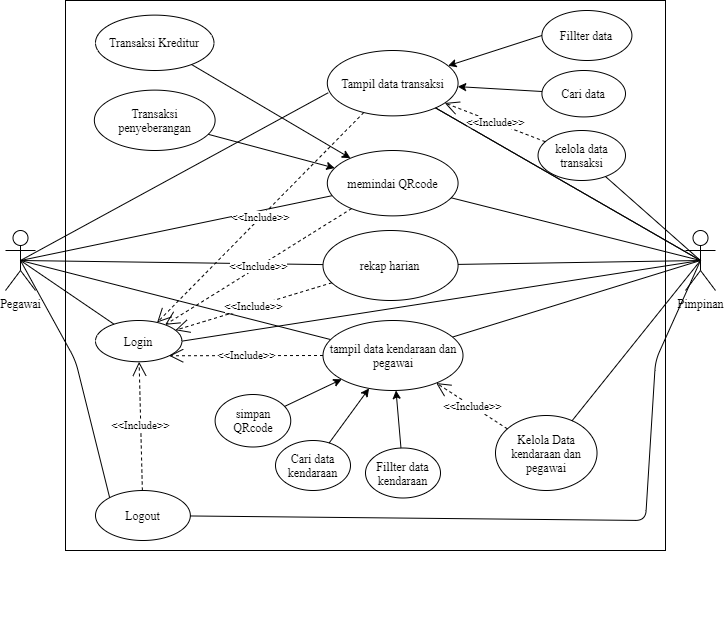 Transaksi Kreditur
Fillter data
Tampil data transaksi
Cari data
Transaksi
penyeberangan
<<Include>>
kelola data
transaksi
memindai QRcode
<<Include>>
<<Include>>
rekap harian
Pegawai
Pimpinan
<<Include>>
Login
tampil data kendaraan dan
pegawai
<<Include>>
<<Include>>
simpan
QRcode
<<Include>>
Kelola Data
kendaraan dan
pegawai
Cari data
kendaraan
Fillter data
kendaraan
Logout